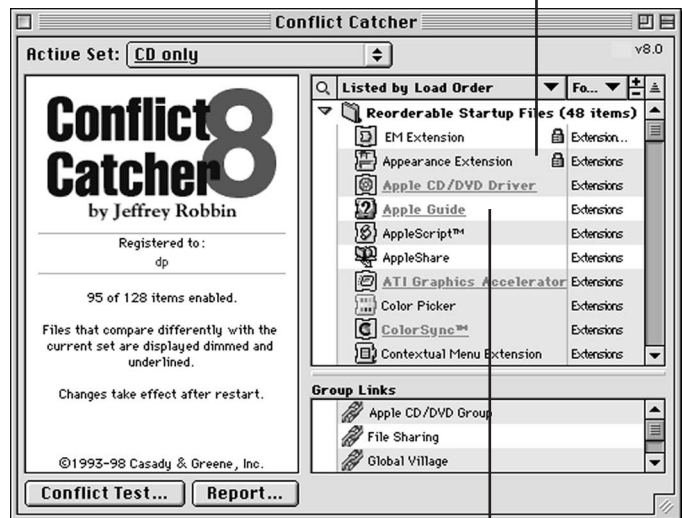 Conflict Catcher
Active Set: CD only
v8.0
Conflict
Catcher 8
by Jeffrey Robbin
Registered to:
dp
95 of 128 items enabled.
Files that compare differently with the
current set are displayed dimmed and
underlined.
Changes take effect after restart.
©1993-98 Casady & Greene, Inc.
Listed by Load Order Fo...
Reorderable Startup Files (48 items)
EM Extension Extension...
Appearance Extension Extensions
Apple CD/DVD Driver Extensions
Apple Guide Extensions
AppleScript™ Extensions
AppleShare Extensions
ATI Graphics Accelerator Extensions
Color Picker Extensions
ColorSync™ Extensions
Contextual Menu Extension Extensions
Group Links
Apple CD/DVD Group
File Sharing
Global Village
Conflict Test... Report...